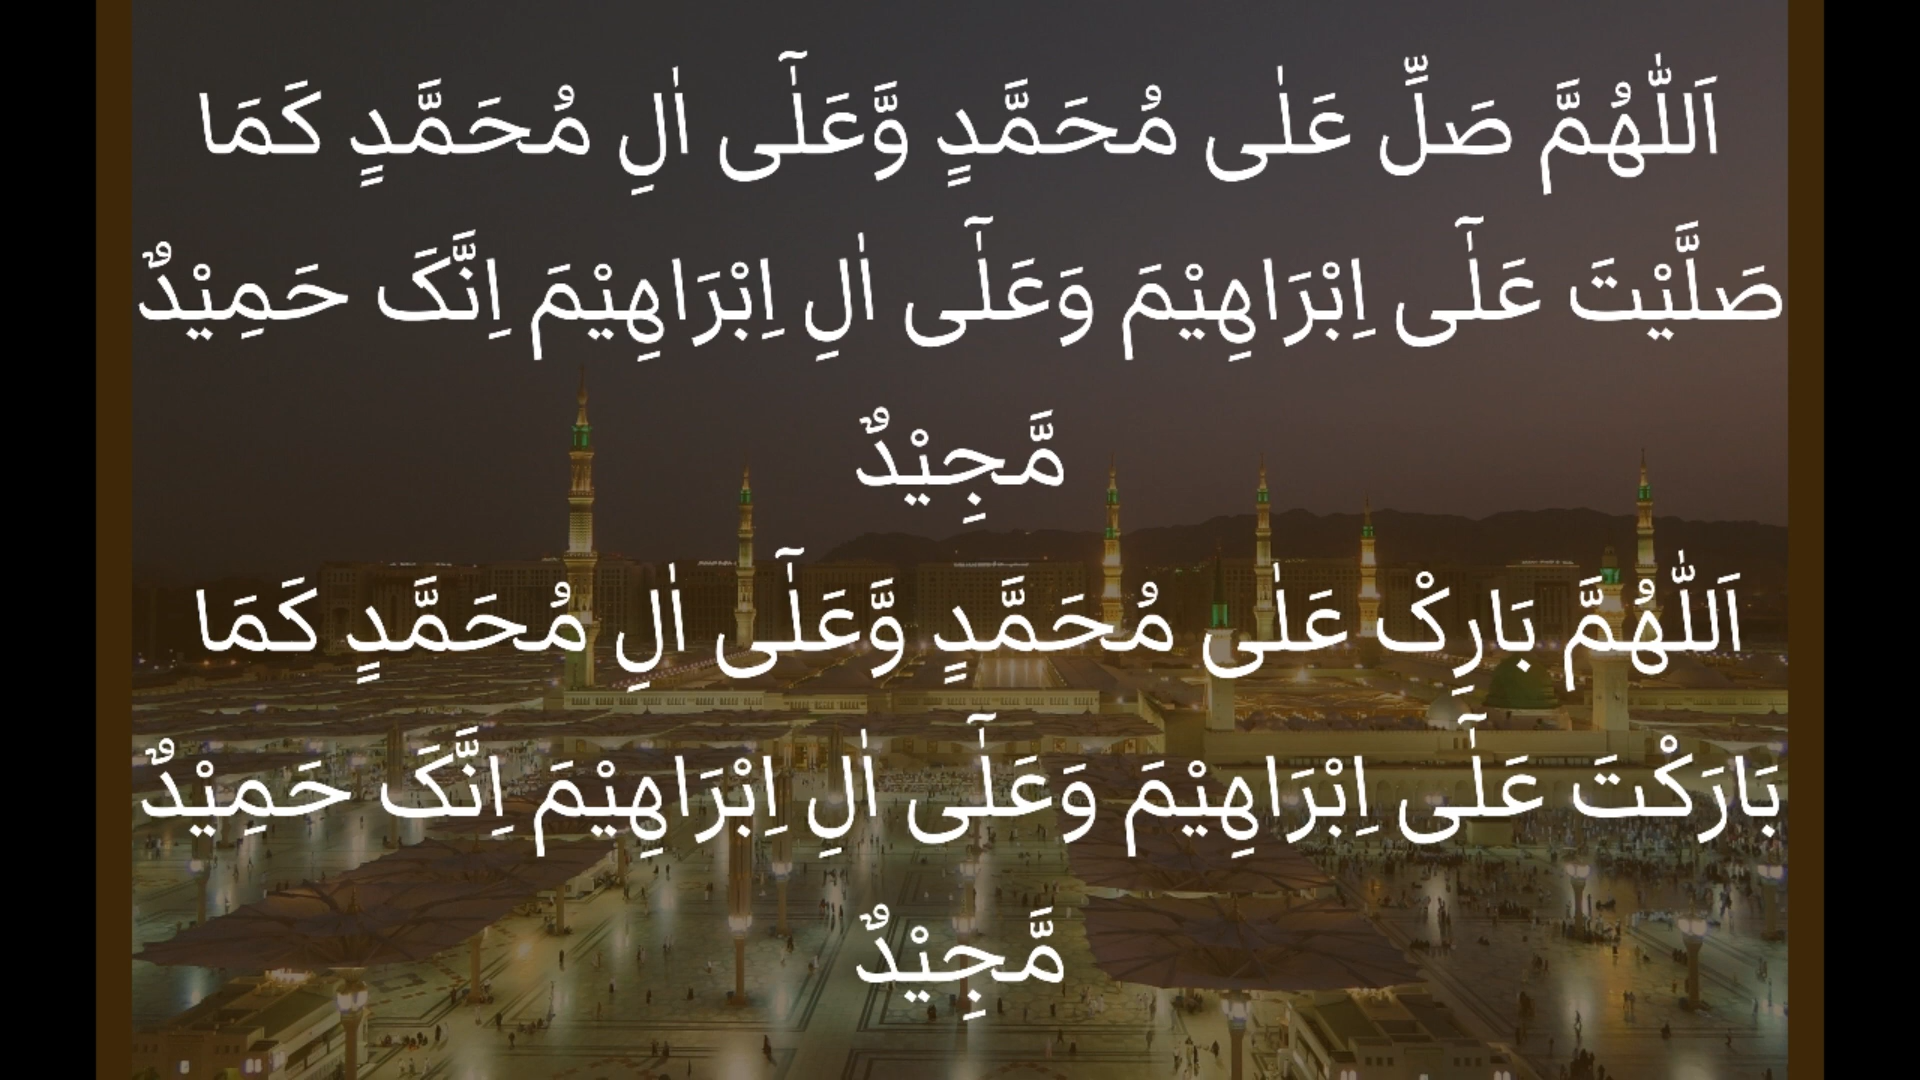 اَللّٰهُمَّ صَلِّ عَلٰی مُحَمَّدٍ وَّعَلٰٓی اٰلِ مُحَمَّدٍ کَمَا
صَلَّیْتَ عَلٰٓی اِبْرَاهِیْمَ وَعَلٰٓی اٰلِ اِبْرَاهِیْمَ اِنَّکَ حَمِیْدٌ
مَّجِیْدٌ
اَللّٰهُمَّ بَارِکْ عَلٰی مُحَمَّدٍ وَّعَلٰٓی اٰلِ مُحَمَّدٍ کَمَا
بَارَکْتَ عَلٰٓی اِبْرَاهِیْمَ وَعَلٰٓی اٰلِ اِبْرَاهِیْمَ اِنَّکَ حَمِیْدٌ
مَّجِیْدٌ